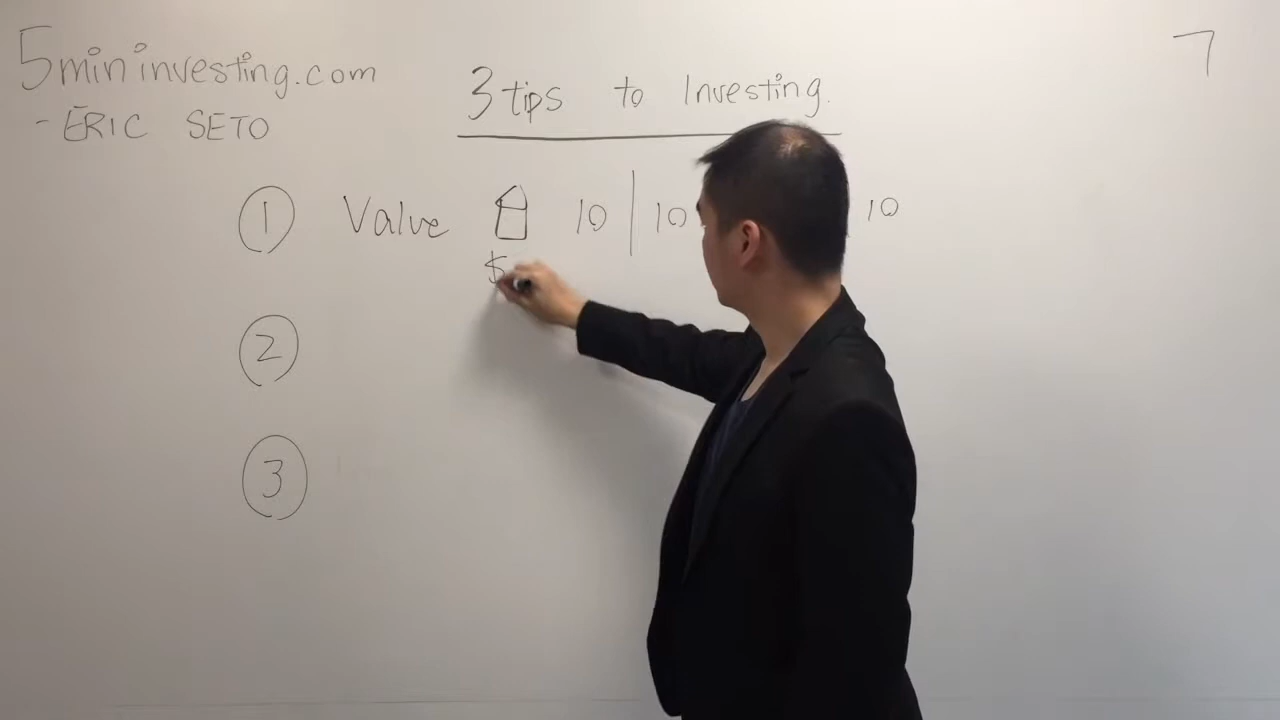 5mininvesting.com
- ERIC SETO
3 tips to Investing.
7
1 Value 10 | 10 10
$
2
3